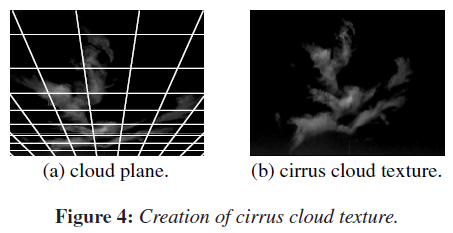 (a) cloud plane.
(b) cirrus cloud texture.
Figure 4: Creation of cirrus cloud texture.